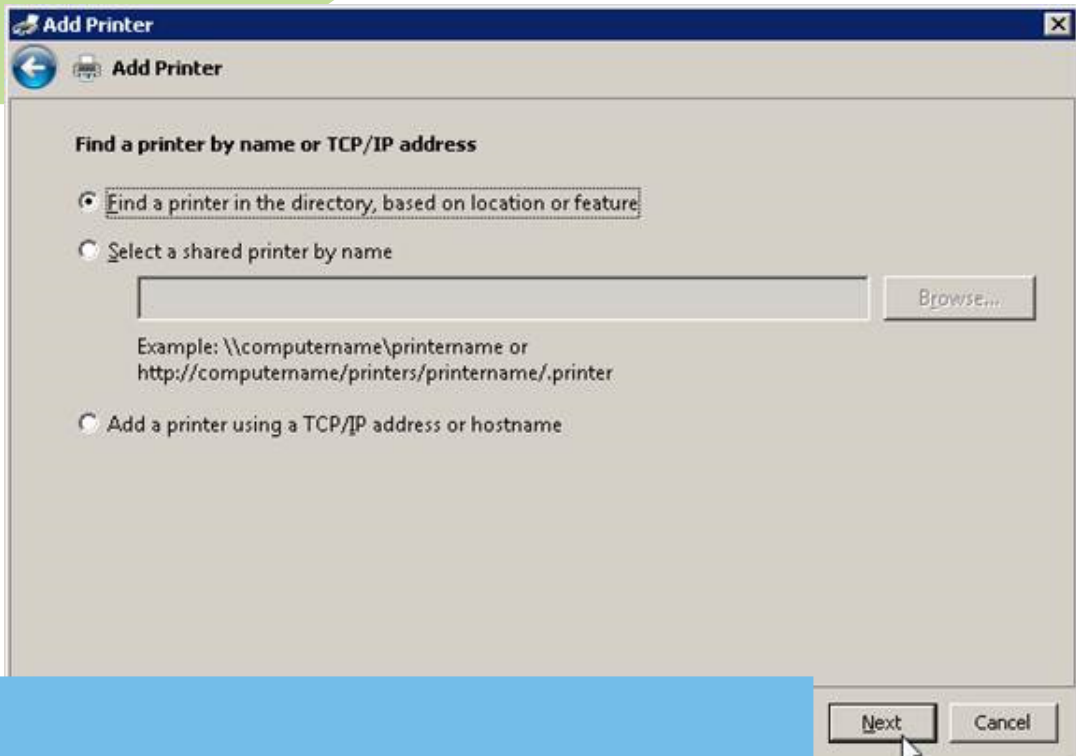 Add Printer
Add Printer
Find a printer by name or TCP/IP address
Find a printer in the directory, based on location or feature
Select a shared printer by name
Browse...
Example: \\computername\printername or
http://computername/printers/printername/.printer
Add a printer using a TCP/IP address or hostname
Next Cancel